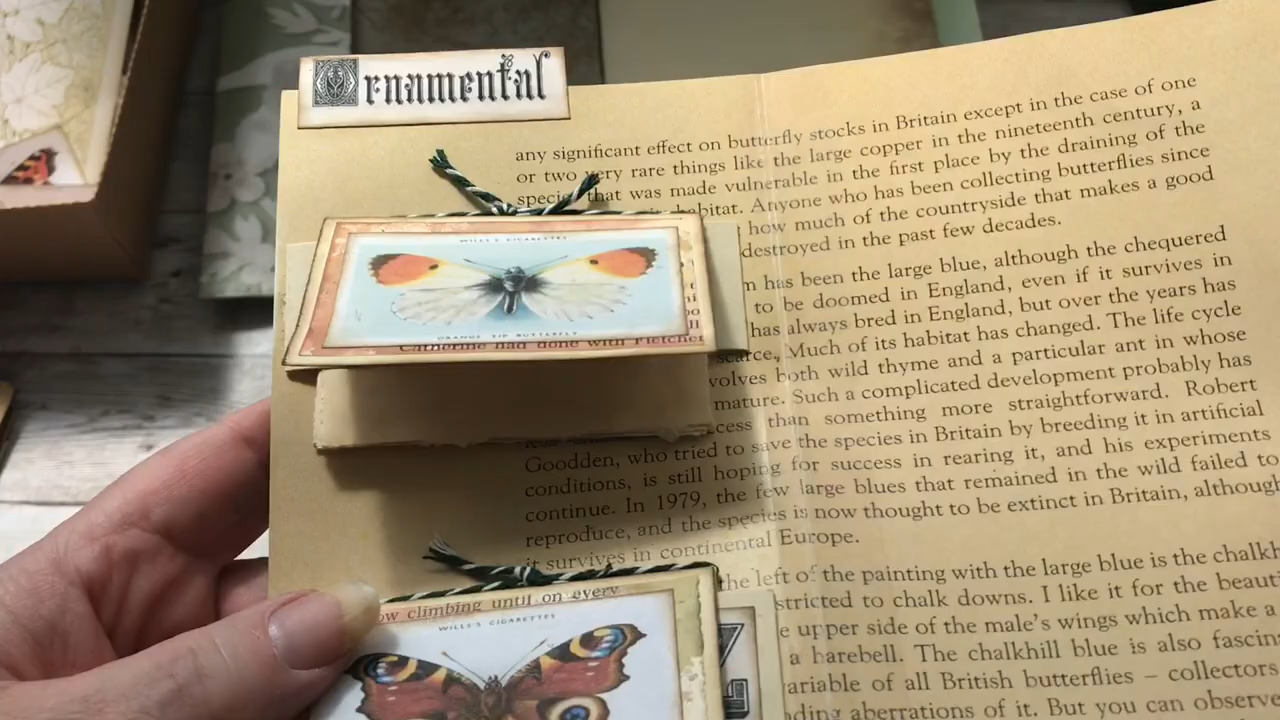 Ornamental
any significant effect on butterfly stocks in Britain except in the case of one
or two very rare things like the large copper in the nineteenth century, a
species that was made vulnerable in the first place by the draining of the
habitat. Anyone who has been collecting butterflies since
how much of the countryside that makes a good
destroyed in the past few decades.
WILLS'S CIGARETTES
ORANGE TIP BUTTERFLY
Catherine had done with Fletcher
has been the large blue, although the chequered
to be doomed in England, even if it survives in
has always bred in England, but over the years has
scarce. Much of its habitat has changed. The life cycle
volves both wild thyme and a particular ant in whose
mature. Such a complicated development probably has
cess than something more straightforward. Robert
Goodden, who tried to save the species in Britain by breeding it in artificial
conditions, is still hoping for success in rearing it, and his experiments
continue. In 1979, the few large blues that remained in the wild failed to
reproduce, and the species is now thought to be extinct in Britain, although
it survives in continental Europe.
the left of the painting with the large blue is the chalkh
stricted to chalk downs. I like it for the beauti
e upper side of the male's wings which make a
a harebell. The chalkhill blue is also fascin
variable of all British butterflies – collectors
ding aberrations of it. But you can observe
ow climbing until on every
WILLS'S CIGARETTES